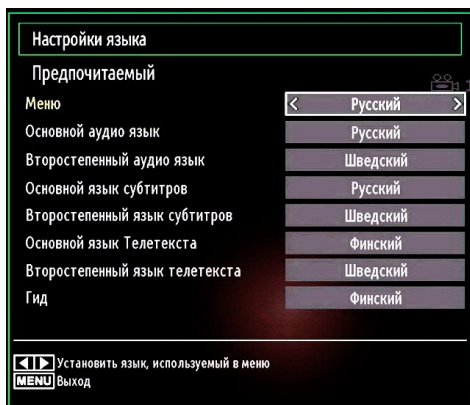 Настройки языка
Предпочитаемый
Меню Русский
Основной аудио язык Русский
Второстепенный аудио язык Шведский
Основной язык субтитров Русский
Второстепенный язык субтитров Шведский
Основной язык Телетекста Финский
Второстепенный язык телетекста Шведский
Гид Финский
Установить язык, используемый в меню
MENU Выход